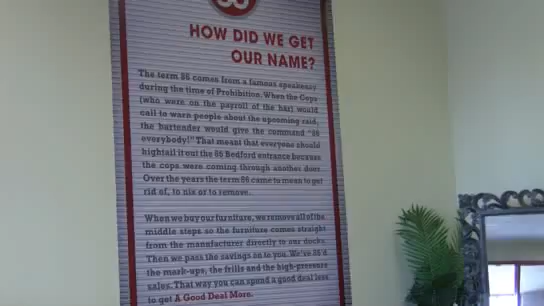 86
HOW DID WE GET
OUR NAME?
The term 86 comes from a famous speakeasy
during the time of Prohibition. When the Cops
(who were on the payroll of the bar) would
call to warn people about the upcoming raid,
the bartender would give the command "86
everybody!" That meant that everyone should
hightail it out the 86 Bedford entrance because
the cops were coming through another door.
Over the years the term 86 came to mean to get
rid of, to nix or to remove.
When we buy our furniture, we remove all of the
middle steps so the furniture comes straight
from the manufacturer directly to our docks.
Then we pass the savings on to you. We've 86'd
the mark-ups, the frills and the high-pressure
sales. That way you can spend a good deal less
to get A Good Deal More.